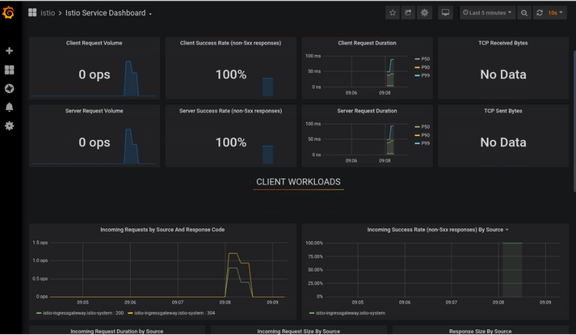 istio › Istio Service Dashboard
Last 5 minutes
10s
Client Request Volume
0 ops
Client Success Rate (non-5xx responses)
100%
Client Request Duration
100 ms
50 ms
0 ms
09:06
09:08
P50
P90
P99
TCP Received Bytes
No Data
Server Request Volume
0 ops
Server Success Rate (non-5xx responses)
100%
Server Request Duration
100 ms
50 ms
0 ms
09:06
09:08
P50
P90
P99
TCP Sent Bytes
No Data
CLIENT WORKLOADS
Incoming Requests by Source And Response Code
1.5 ops
1.0 ops
0.5 ops
0 ops
09:05
09:06
09:07
09:08
09:09
istio-ingressgateway.istio-system : 200
istio-ingressgateway.istio-system : 304
Incoming Success Rate (non-5xx responses) By Source
100.00%
75.00%
50.00%
25.00%
0%
09:05
09:06
09:07
09:08
09:09
istio-ingressgateway.istio-system
Incoming Request Duration by Source
Incoming Request Size By Source
Response Size By Source